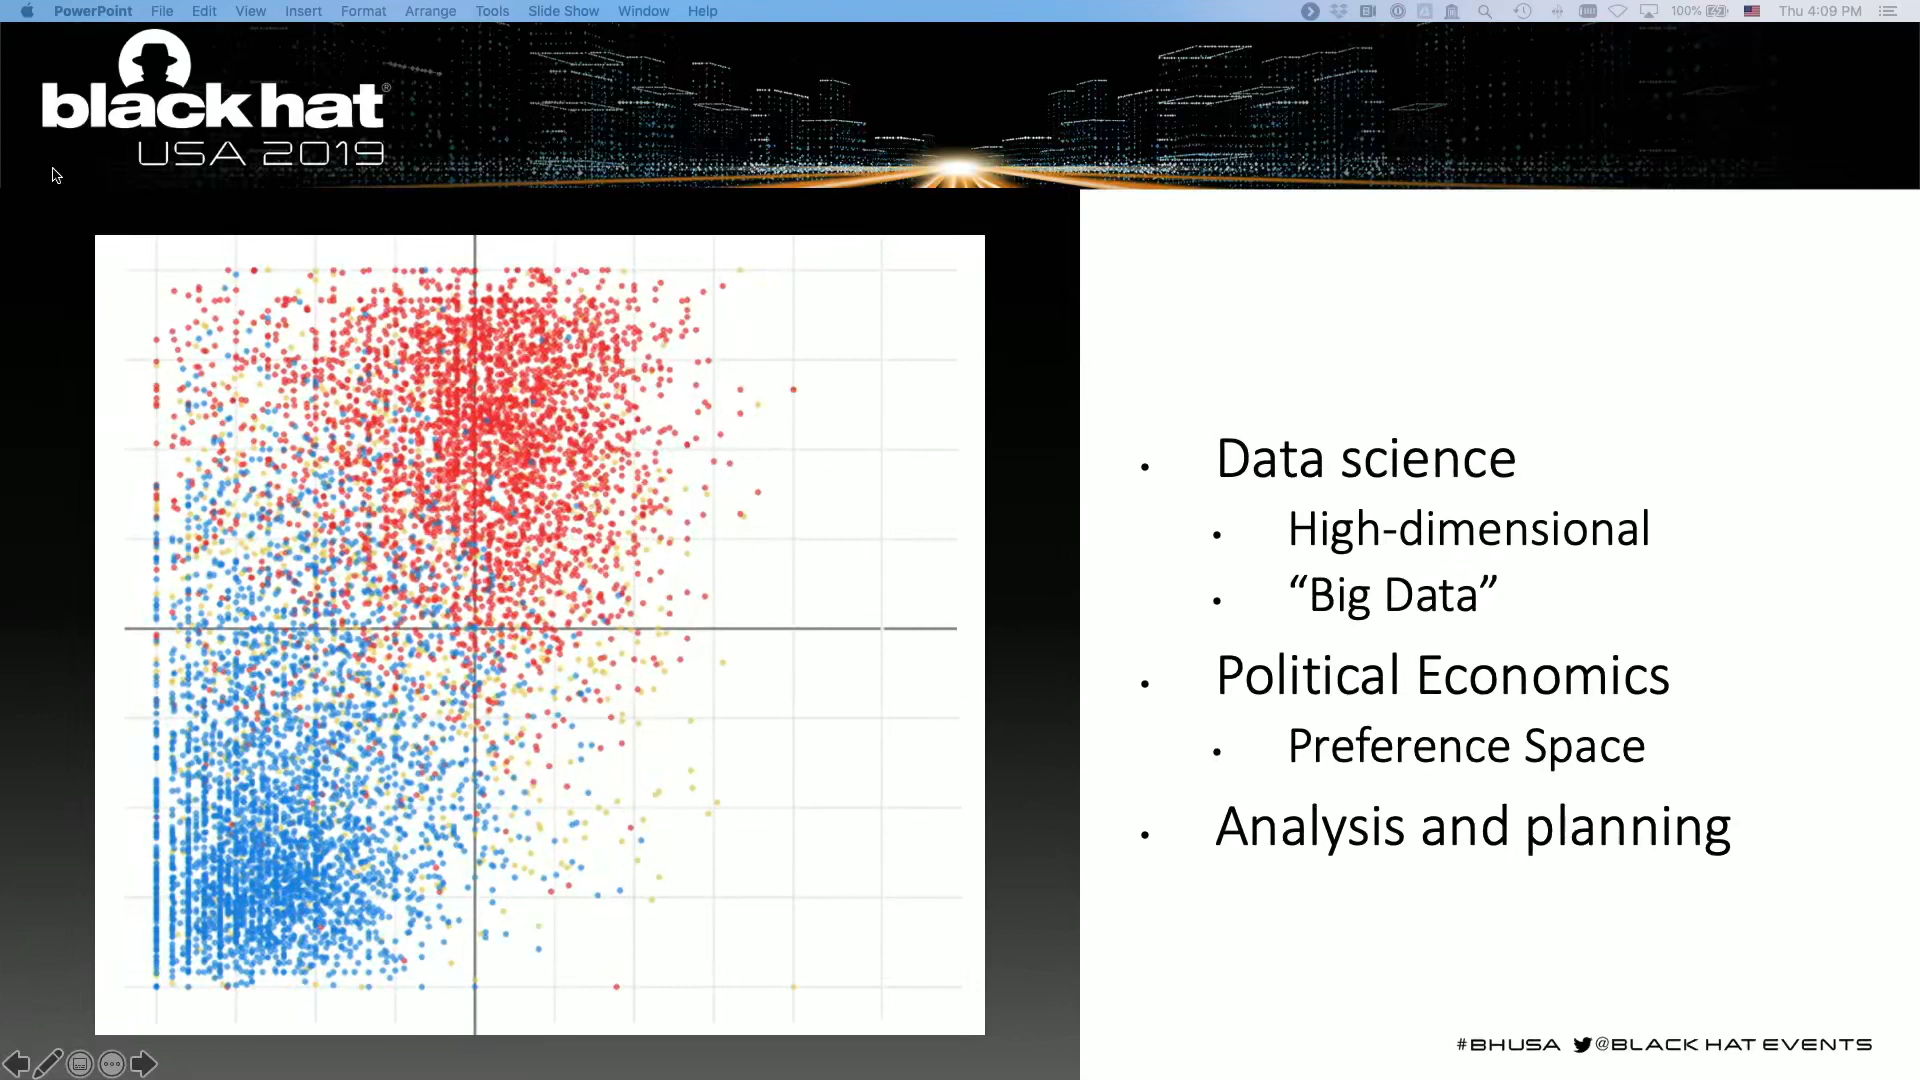 PowerPoint File Edit View Insert Format Arrange Tools Slide Show Window Help 100% Thu 4:09 PM
black hat®
USA 2019
• Data science
• High-dimensional
• “Big Data”
• Political Economics
• Preference Space
• Analysis and planning
#BHUSA @BLACK HAT EVENTS